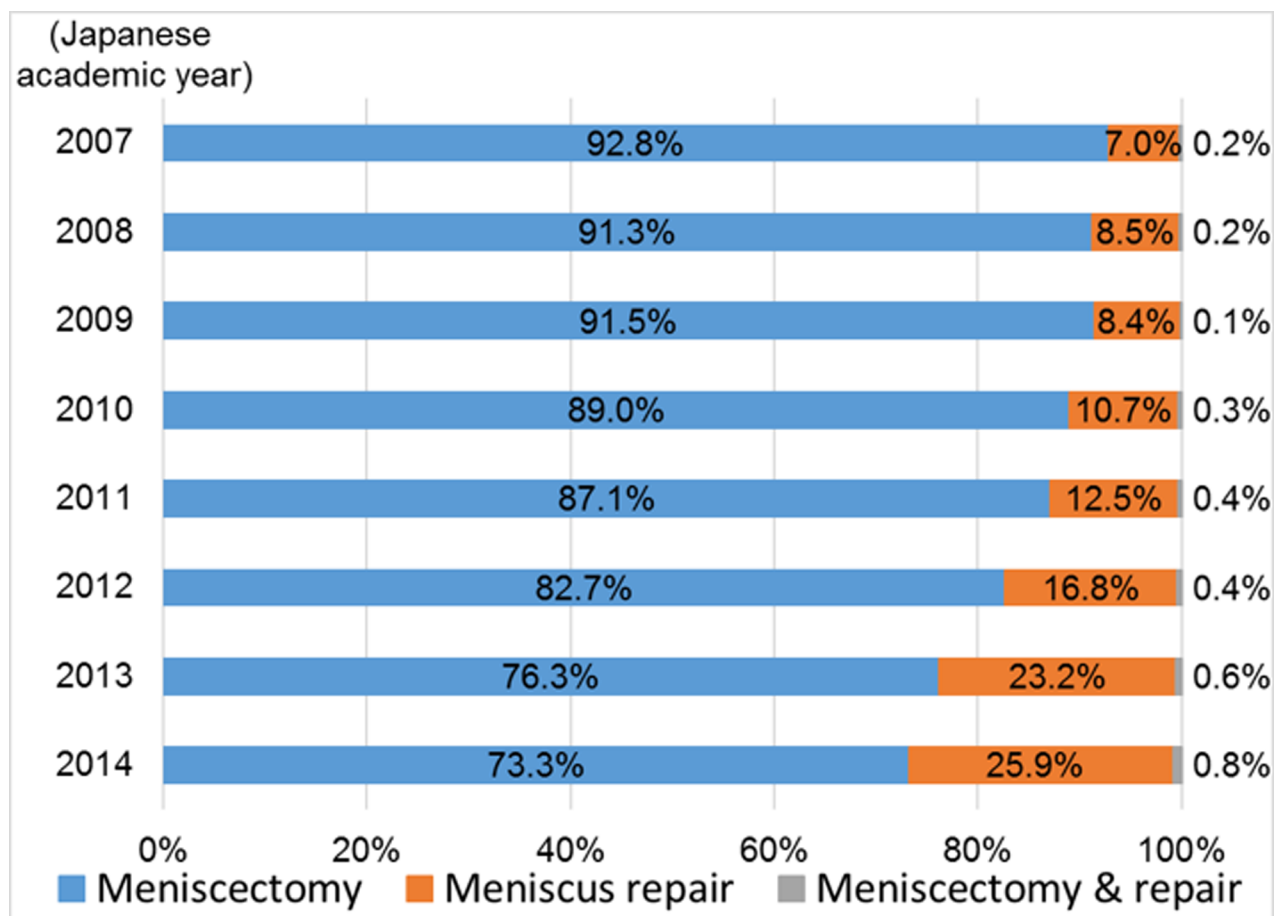 (Japanese
academic year)
2007 92.8% 7.0% 0.2%
2008 91.3% 8.5% 0.2%
2009 91.5% 8.4% 0.1%
2010 89.0% 10.7% 0.3%
2011 87.1% 12.5% 0.4%
2012 82.7% 16.8% 0.4%
2013 76.3% 23.2% 0.6%
2014 73.3% 25.9% 0.8%
0% 20% 40% 60% 80% 100%
Meniscectomy Meniscus repair Meniscectomy & repair